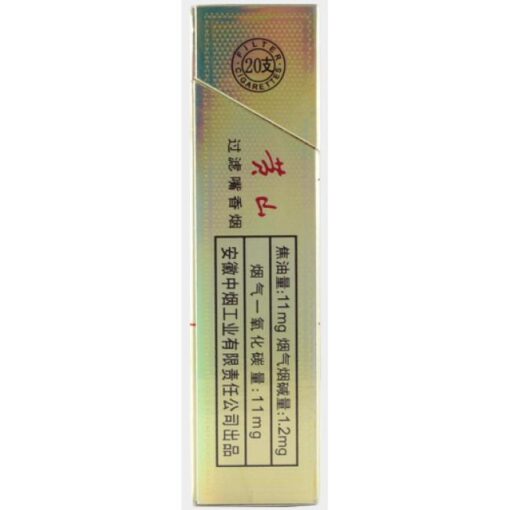 FILTER
20支
CIGARETTES
黄山
过滤嘴香烟
焦油量:11mg 烟气烟碱量:1.2mg
烟气一氧化碳量:11mg
安徽中烟工业有限责任公司出品